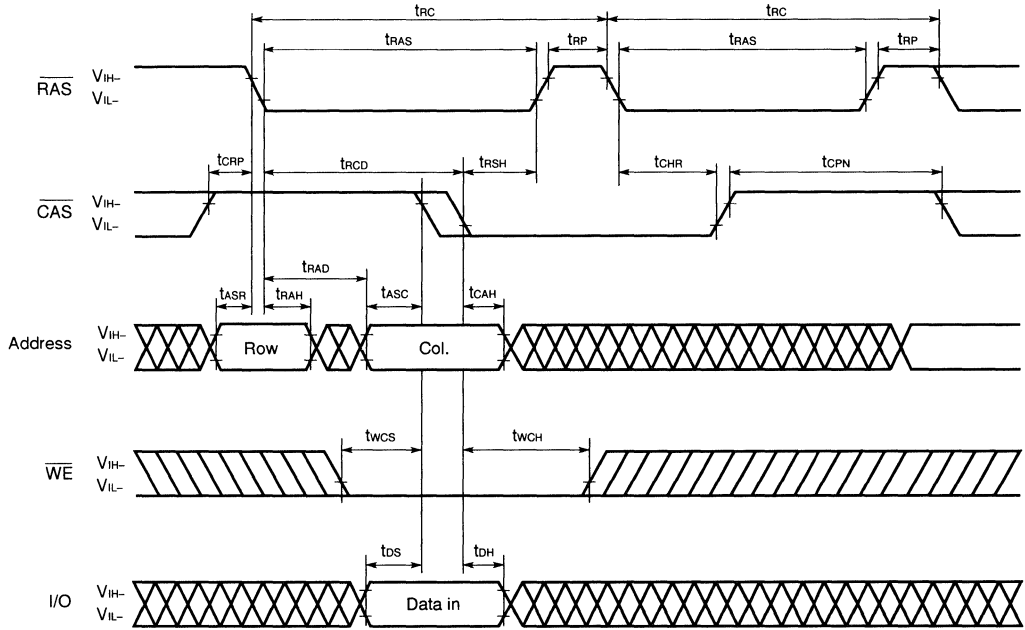 tRC tRC
tRAS tRP tRAS tRP
RAS VIH–
VIL–
tCRP tRCD tRSH tCHR tCPN
CAS VIH–
VIL–
tRAD
tASR tRAH tASC tCAH
Address VIH–
VIL–
Row Col.
tWCS tWCH
WE VIH–
VIL–
tDS tDH
I/O VIH–
VIL–
Data in